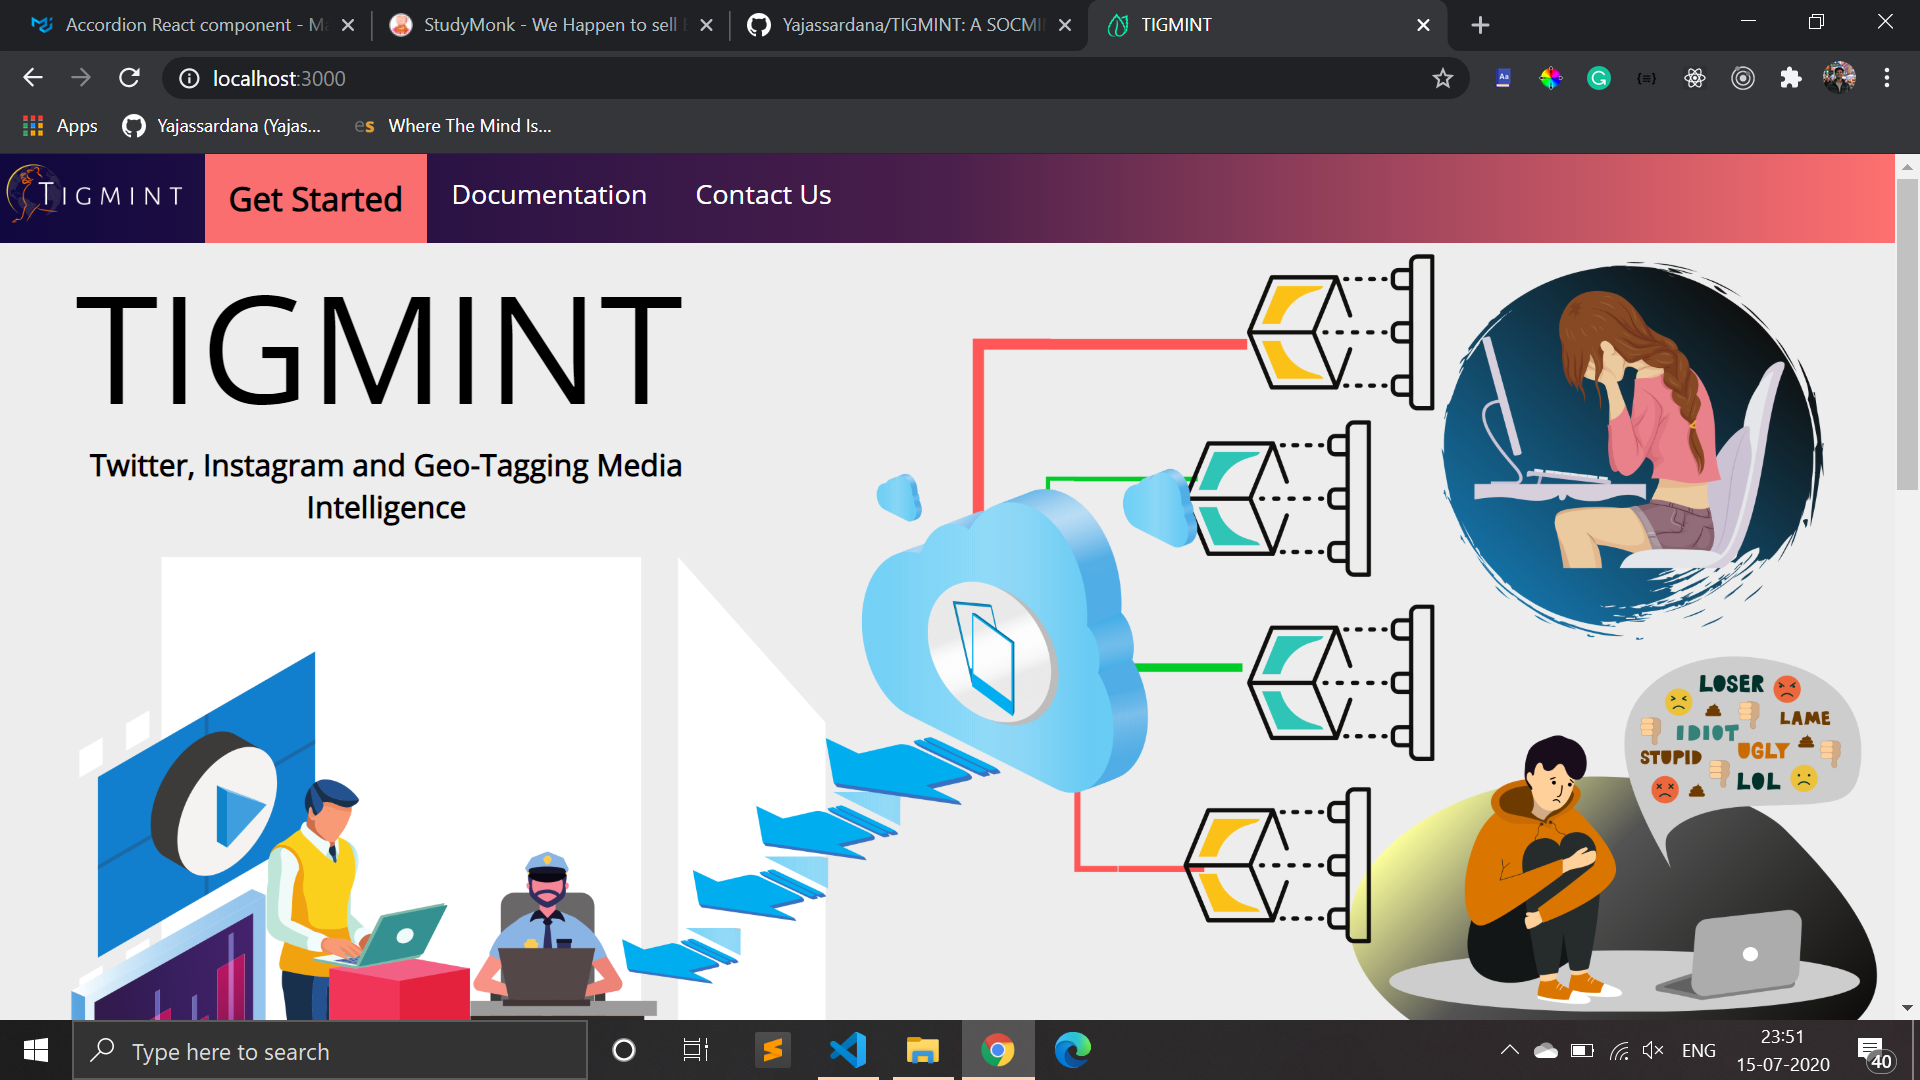 Accordion React component - Ma
StudyMonk - We Happen to sell
Yajassardana/TIGMINT: A SOCMI
TIGMINT
localhost:3000
Apps
Yajassardana (Yajas...
es
Where The Mind Is...
TIGMINT
Get Started
Documentation
Contact Us
TIGMINT
Twitter, Instagram and Geo-Tagging Media
Intelligence
LOSER
LAME
IDIOT
STUPID
UGLY
LOL
Type here to search
ENG
23:51
15-07-2020
40